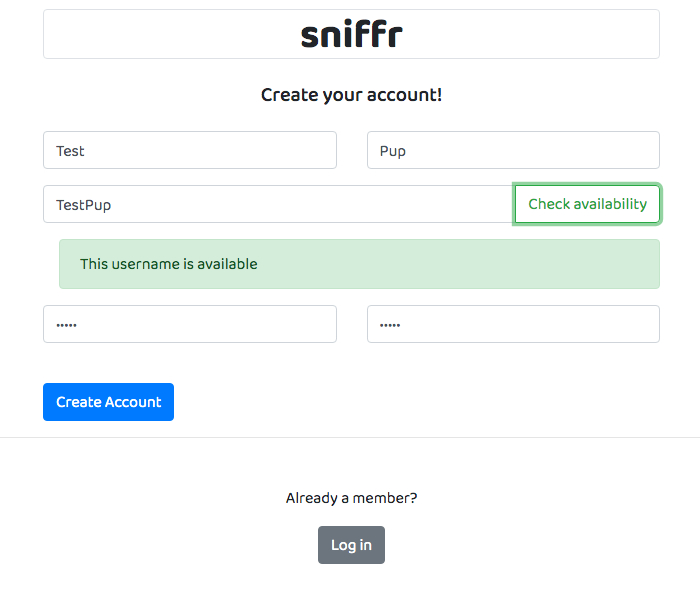 sniffr
Create your account!
Test Pup
TestPup Check availability
This username is available
••••• •••••
Create Account
Already a member?
Log in